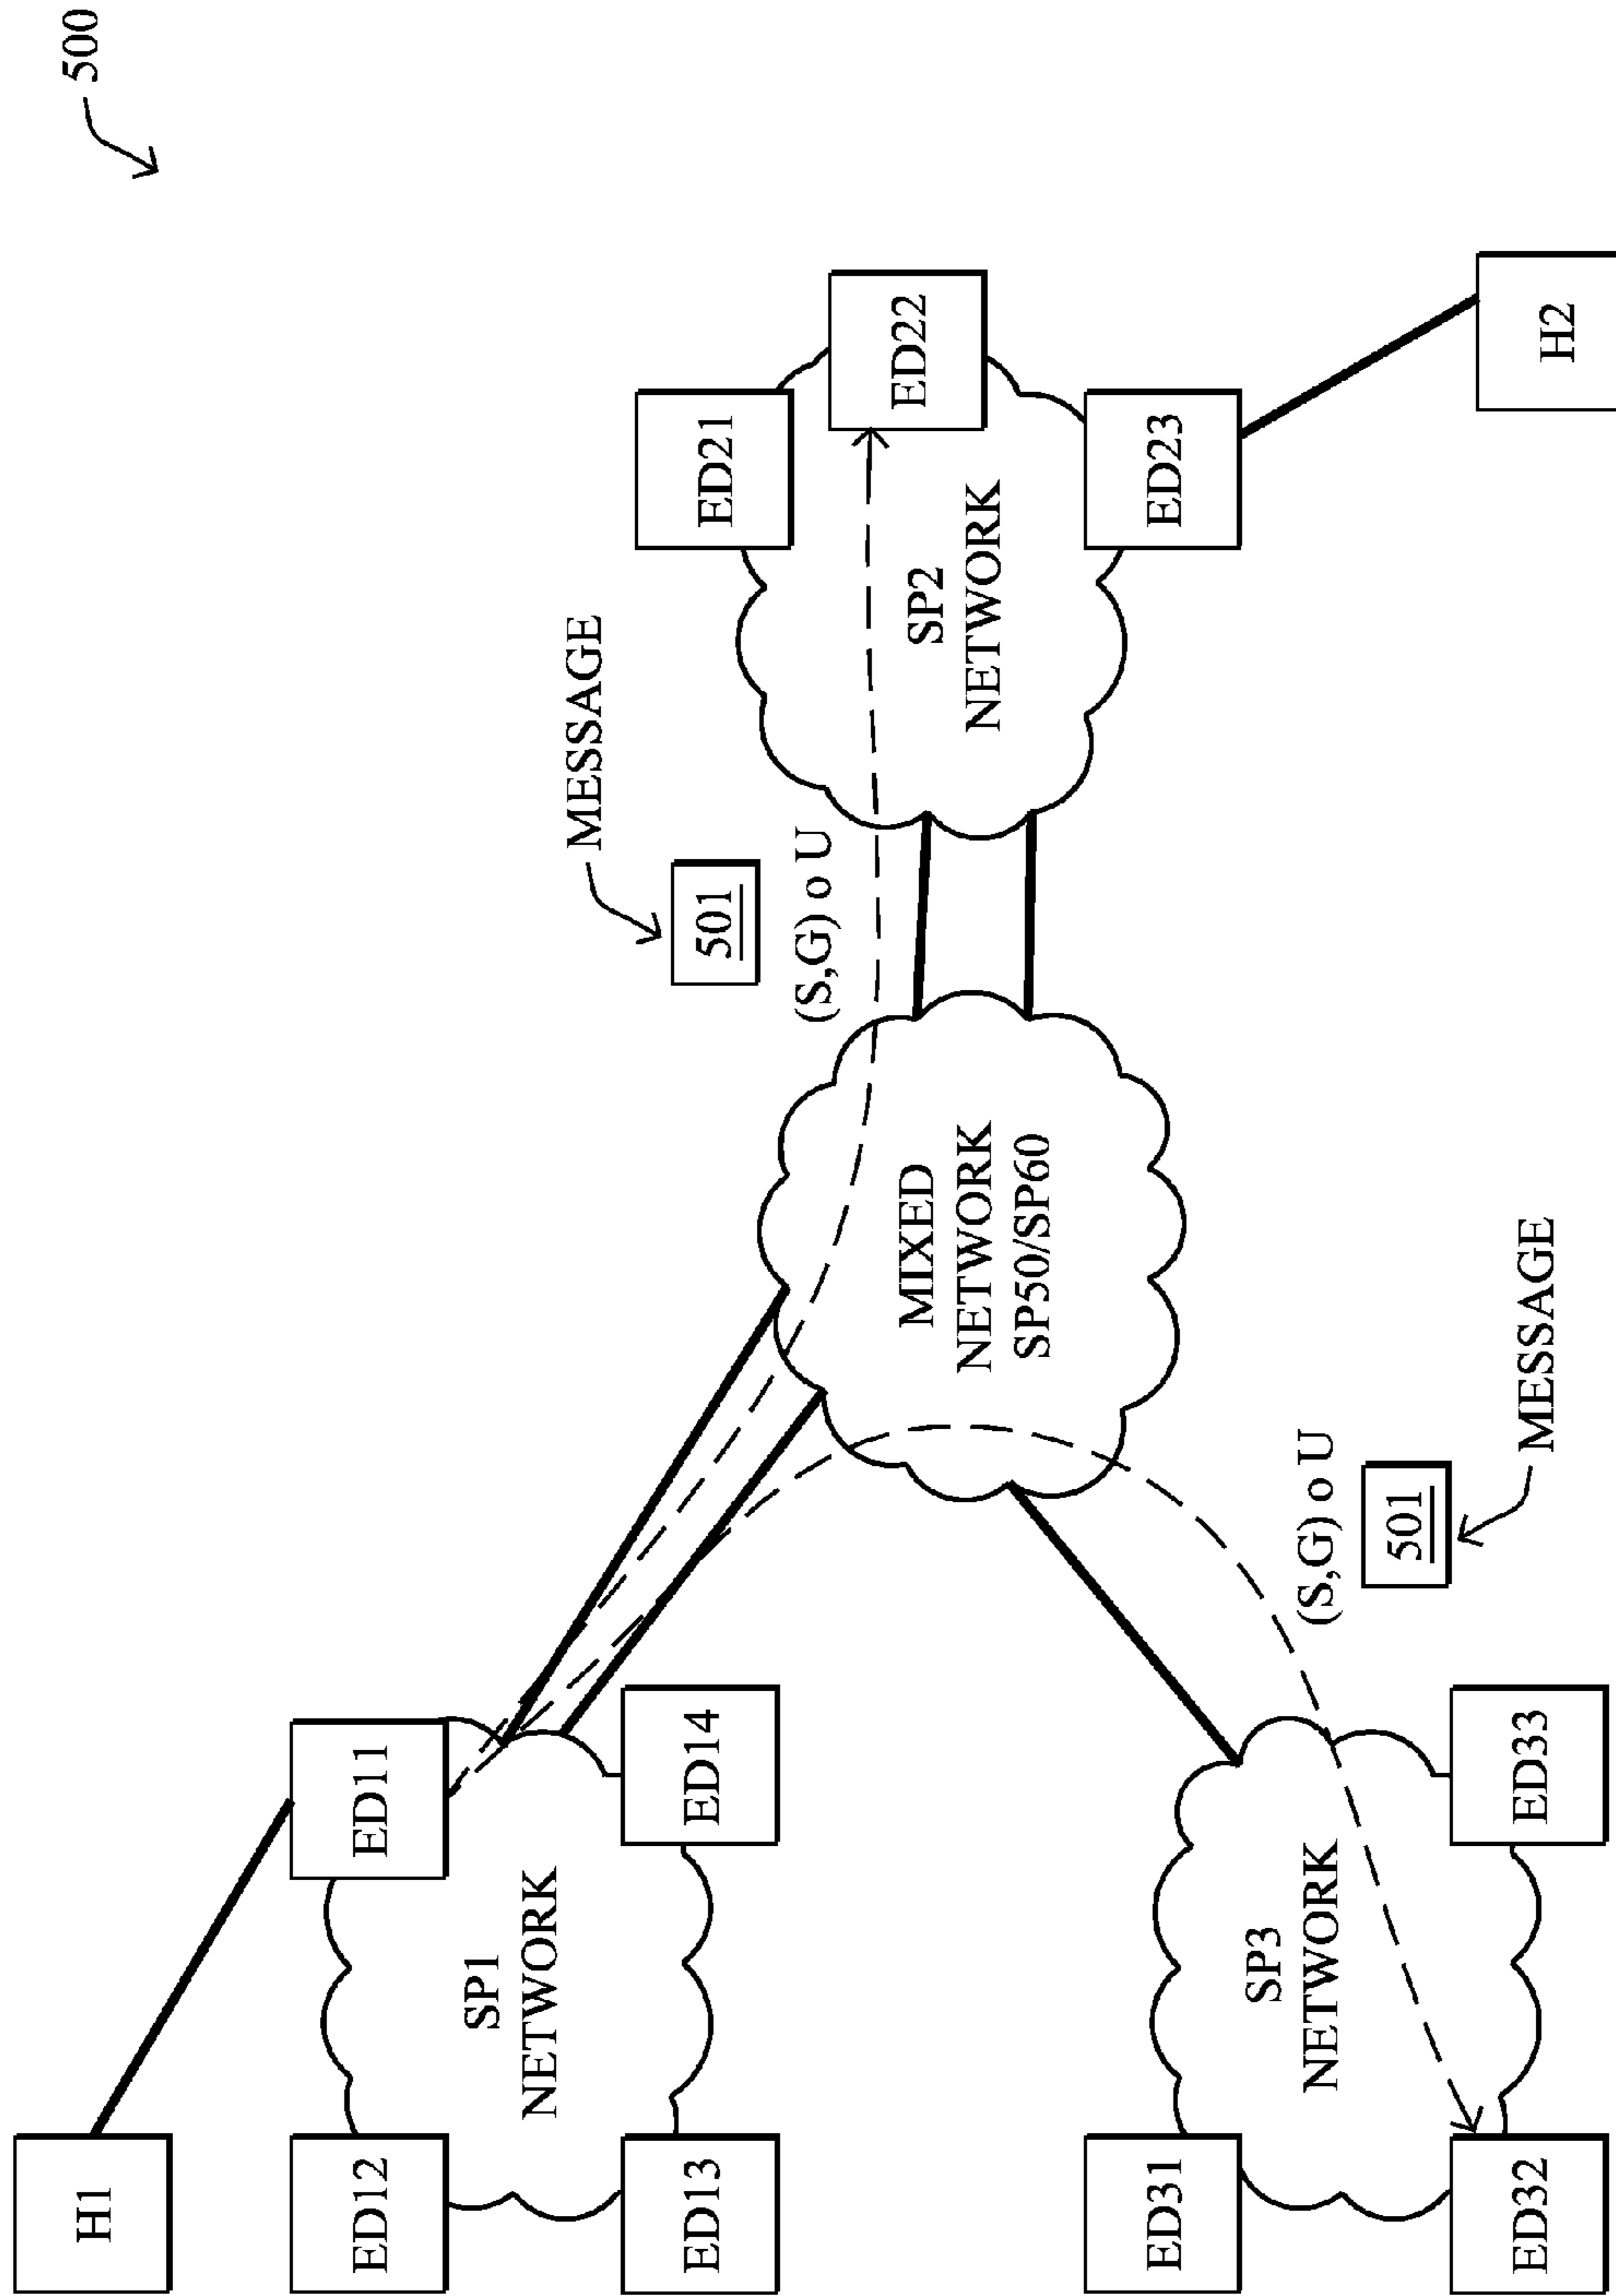 500
H1
ED11
ED12
SP1
NETWORK
ED13
ED14
MESSAGE
501
(S,G) o U
ED21
ED22
SP2
NETWORK
ED23
H2
MIXED
NETWORK
SP50/SP60
ED31
SP3
NETWORK
ED32
ED33
(S,G) o U
501
MESSAGE